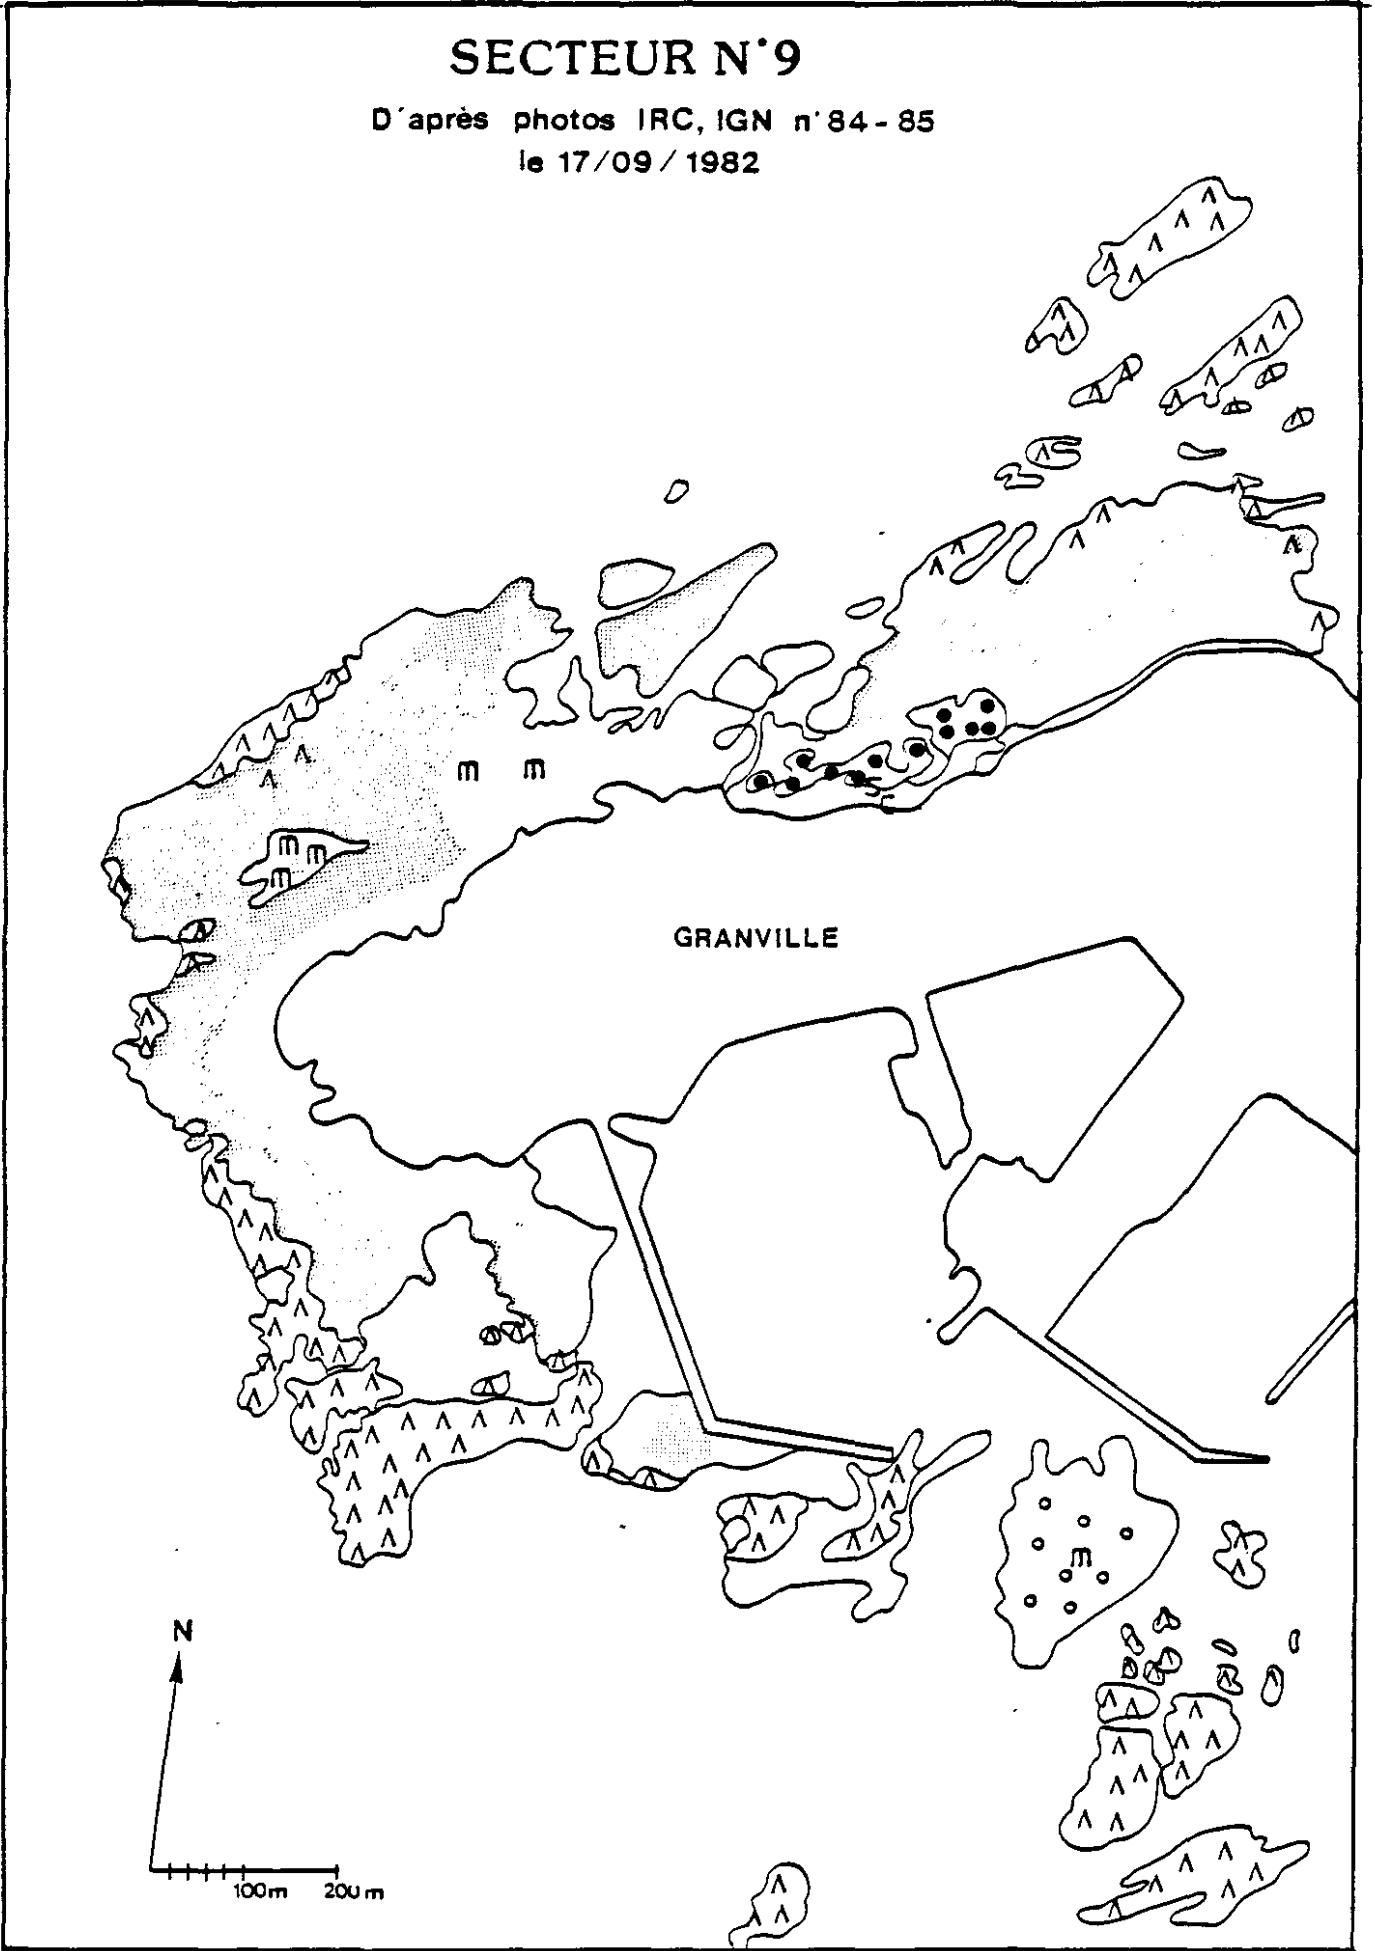 SECTEUR N°9
D'après photos IRC, IGN n°84-85
le 17/09/1982
m m
m m
m
GRANVILLE
m
N
100m 200m